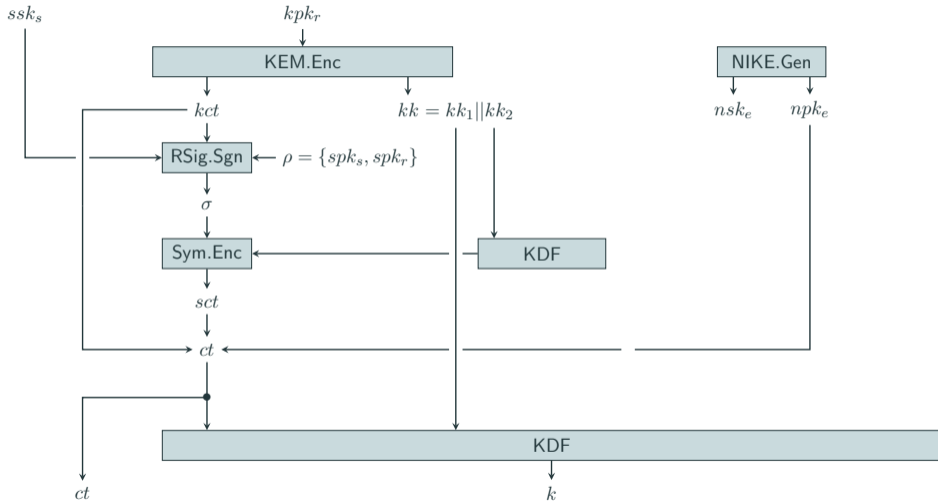 ssk_s kpk_r
KEM.Enc NIKE.Gen
kct kk = kk_1||kk_2 nsk_e npk_e
RSig.Sgn ρ = {spk_s, spk_r}
σ
Sym.Enc KDF
sct
ct
KDF
ct k